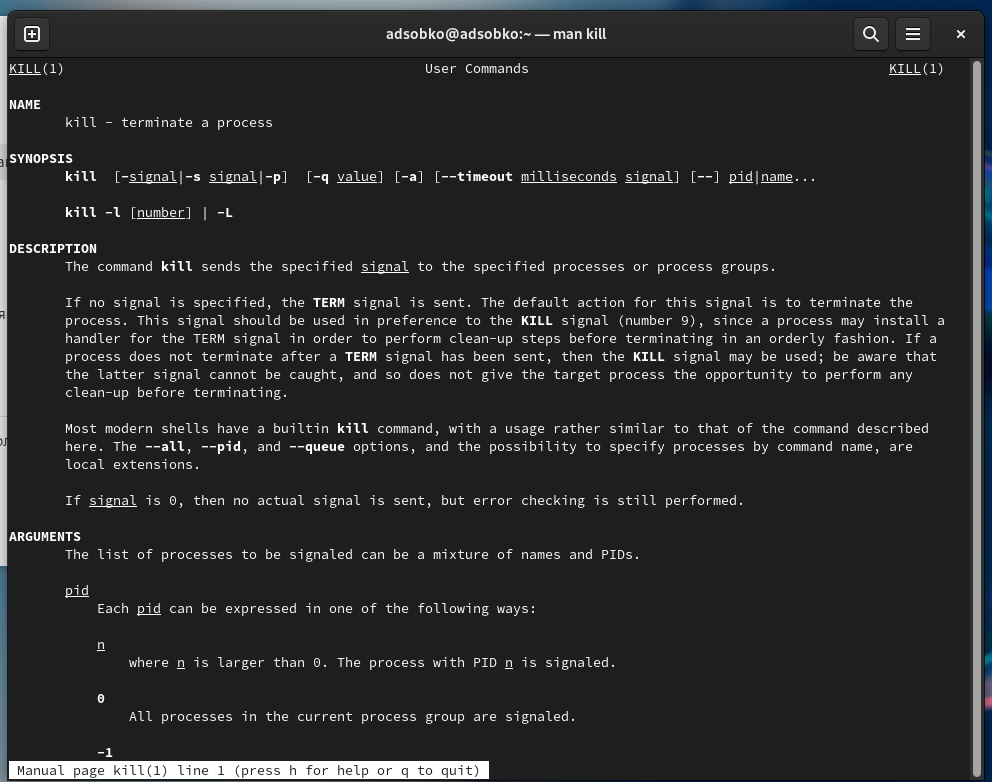 adsobko@adsobko:~ — man kill
KILL(1) User Commands KILL(1)
NAME
kill - terminate a process
SYNOPSIS
kill [-signal|-s signal|-p] [-q value] [-a] [--timeout milliseconds signal] [--] pid|name...
kill -l [number] | -L
DESCRIPTION
The command kill sends the specified signal to the specified processes or process groups.
If no signal is specified, the TERM signal is sent. The default action for this signal is to terminate the
process. This signal should be used in preference to the KILL signal (number 9), since a process may install a
handler for the TERM signal in order to perform clean-up steps before terminating in an orderly fashion. If a
process does not terminate after a TERM signal has been sent, then the KILL signal may be used; be aware that
the latter signal cannot be caught, and so does not give the target process the opportunity to perform any
clean-up before terminating.
Most modern shells have a builtin kill command, with a usage rather similar to that of the command described
here. The --all, --pid, and --queue options, and the possibility to specify processes by command name, are
local extensions.
If signal is 0, then no actual signal is sent, but error checking is still performed.
ARGUMENTS
The list of processes to be signaled can be a mixture of names and PIDs.
pid
Each pid can be expressed in one of the following ways:
n
where n is larger than 0. The process with PID n is signaled.
0
All processes in the current process group are signaled.
-1
Manual page kill(1) line 1 (press h for help or q to quit)